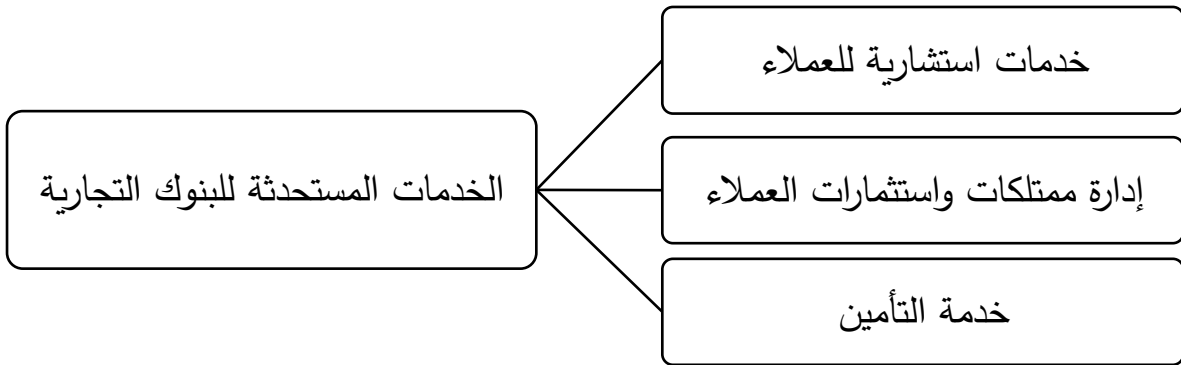 خدمات استشارية للعملاء
الخدمات المستحدثة للبنوك التجارية
إدارة ممتلكات واستثمارات العملاء
خدمة التأمين